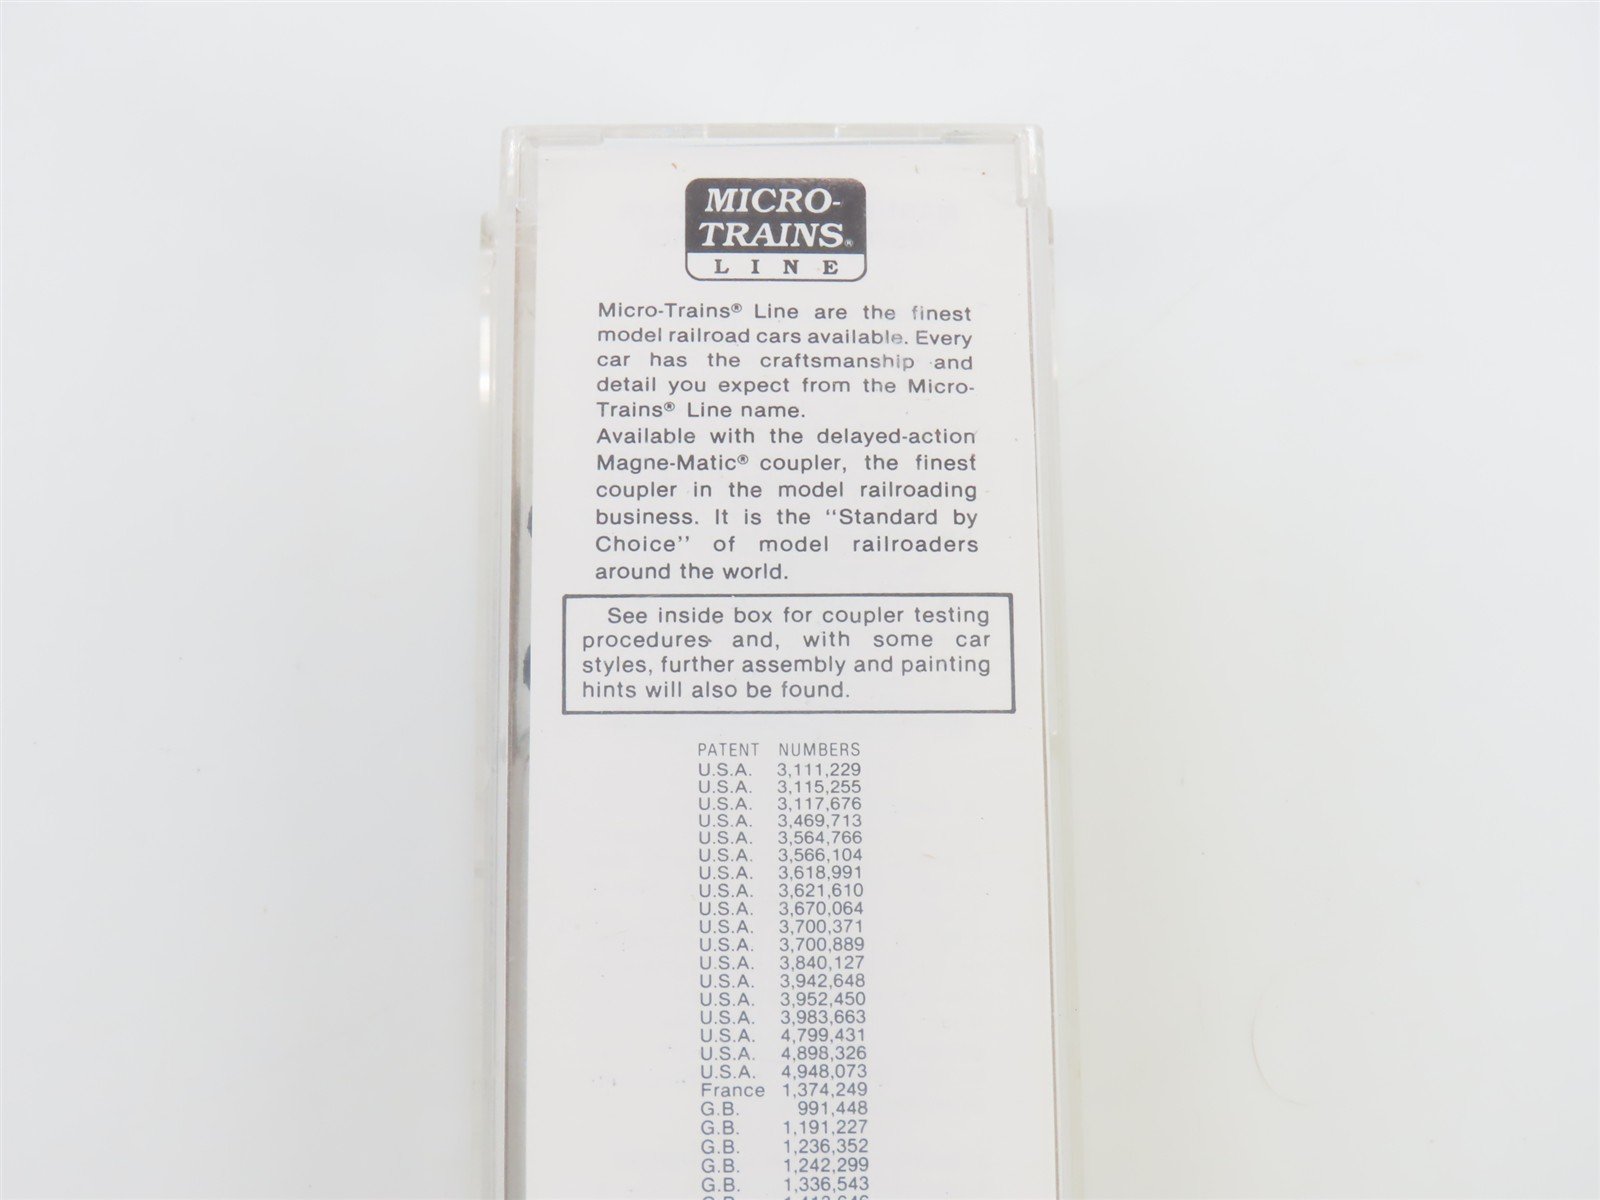 MICRO-
TRAINS®
LINE
Micro-Trains® Line are the finest
model railroad cars available. Every
car has the craftsmanship and
detail you expect from the Micro-
Trains® Line name.
Available with the delayed-action
Magne-Matic® coupler, the finest
coupler in the model railroading
business. It is the "Standard by
Choice" of model railroaders
around the world.
See inside box for coupler testing
procedures and, with some car
styles, further assembly and painting
hints will also be found.
PATENT NUMBERS
U.S.A. 3,111,229
U.S.A. 3,115,255
U.S.A. 3,117,676
U.S.A. 3,469,713
U.S.A. 3,564,766
U.S.A. 3,566,104
U.S.A. 3,618,991
U.S.A. 3,621,610
U.S.A. 3,670,064
U.S.A. 3,700,371
U.S.A. 3,700,889
U.S.A. 3,840,127
U.S.A. 3,942,648
U.S.A. 3,952,450
U.S.A. 3,983,663
U.S.A. 4,799,431
U.S.A. 4,898,326
U.S.A. 4,948,073
France 1,374,249
G.B. 991,448
G.B. 1,191,227
G.B. 1,236,352
G.B. 1,242,299
G.B. 1,336,543